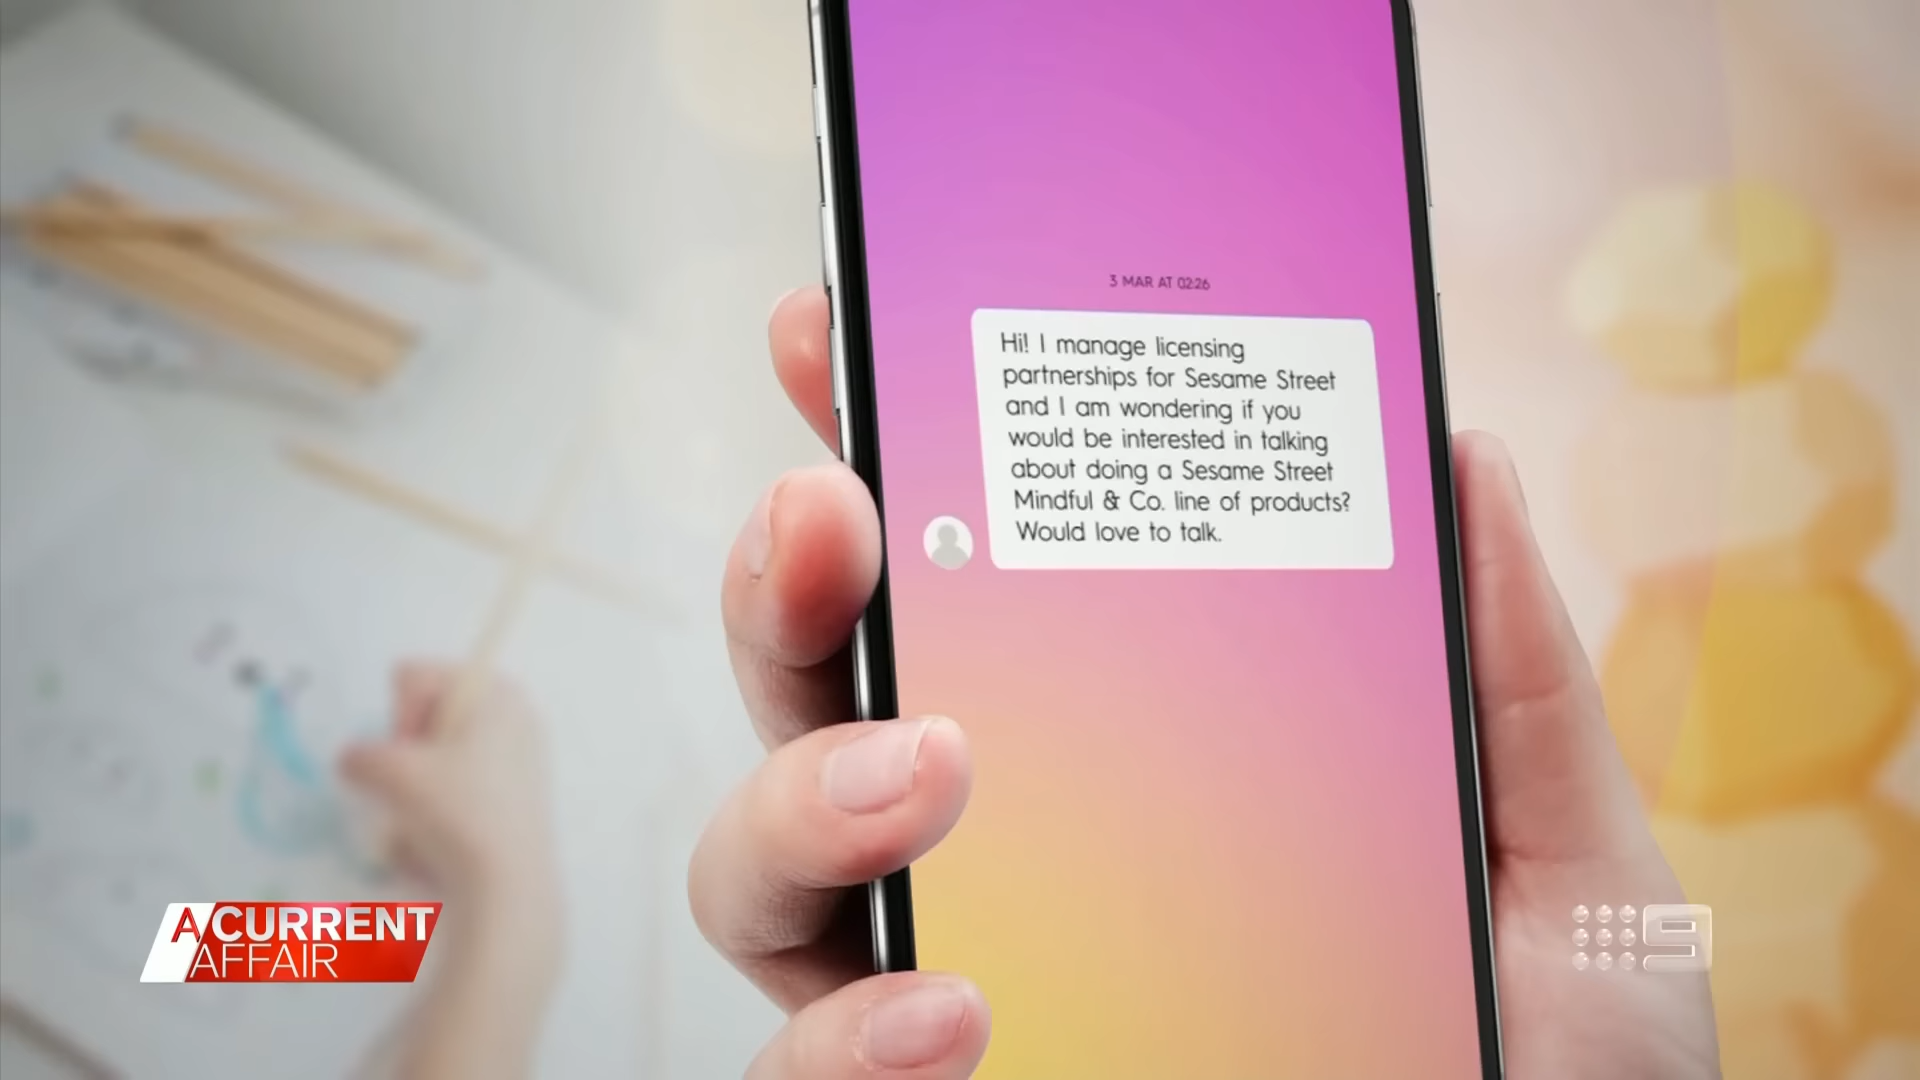 3 MAR AT 02:26
Hi! I manage licensing
partnerships for Sesame Street
and I am wondering if you
would be interested in talking
about doing a Sesame Street
Mindful & Co. line of products?
Would love to talk.
A CURRENT
AFFAIR
9